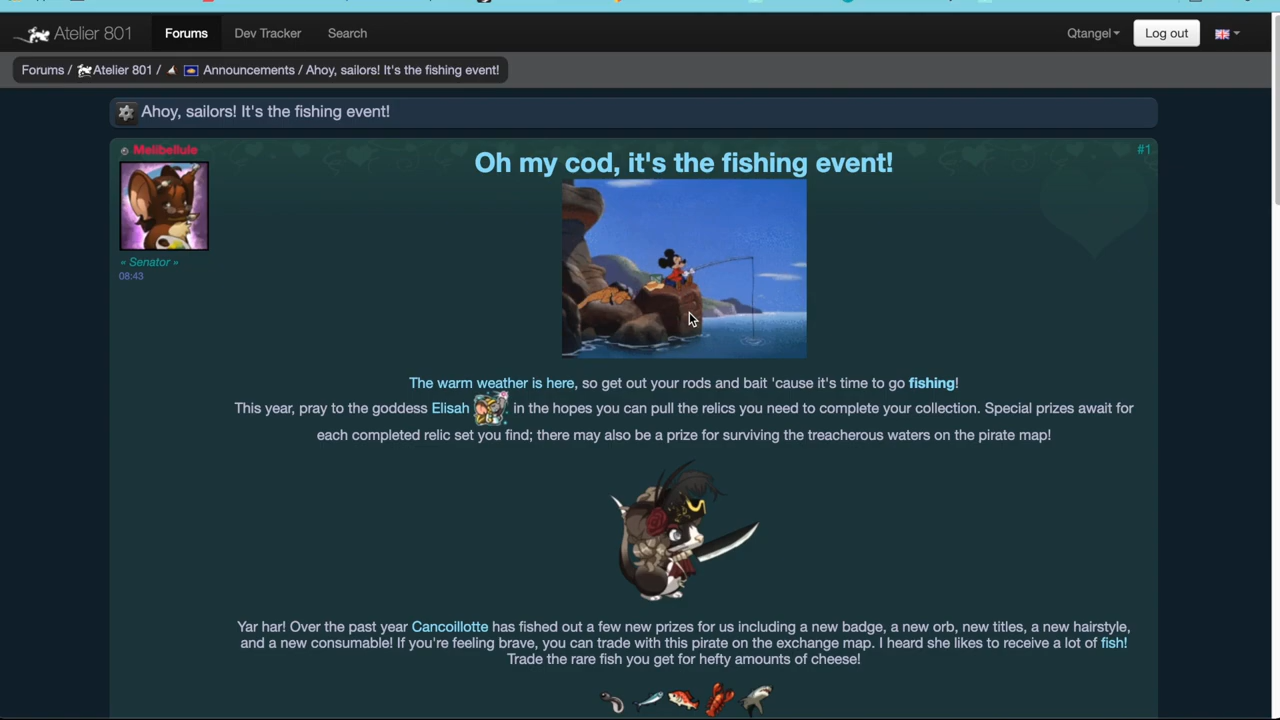 Atelier 801 Forums Dev Tracker Search Qtangel Log out
Forums / Atelier 801 / Announcements / Ahoy, sailors! It's the fishing event!
Ahoy, sailors! It's the fishing event!
Melibellule
« Senator »
08:43
#1
Oh my cod, it's the fishing event!
The warm weather is here, so get out your rods and bait 'cause it's time to go fishing!
This year, pray to the goddess Elisah in the hopes you can pull the relics you need to complete your collection. Special prizes await for
each completed relic set you find; there may also be a prize for surviving the treacherous waters on the pirate map!
Yar har! Over the past year Cancoillotte has fished out a few new prizes for us including a new badge, a new orb, new titles, a new hairstyle,
and a new consumable! If you're feeling brave, you can trade with this pirate on the exchange map. I heard she likes to receive a lot of fish!
Trade the rare fish you get for hefty amounts of cheese!